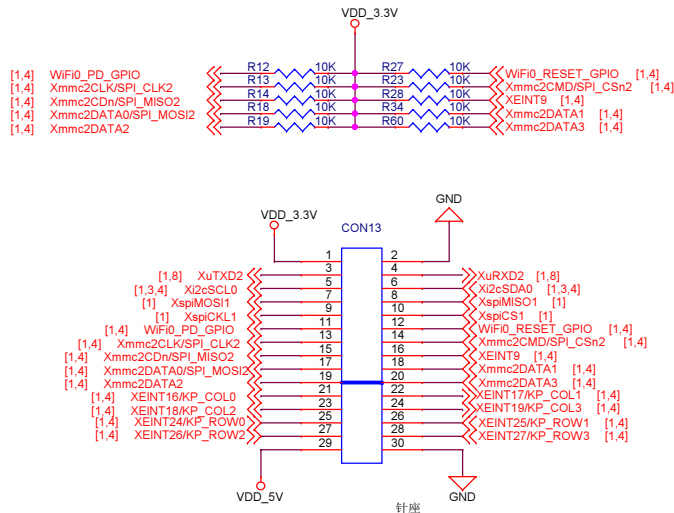 VDD_3.3V
[1,4] WiFi0_PD_GPIO R12 10K R27 10K WiFi0_RESET_GPIO [1,4]
[1,4] Xmmc2CLK/SPI_CLK2 R13 10K R23 10K Xmmc2CMD/SPI_CSn2 [1,4]
[1,4] Xmmc2CDn/SPI_MISO2 R14 10K R28 10K XEINT9 [1,4]
[1,4] Xmmc2DATA0/SPI_MOSI2 R18 10K R34 10K Xmmc2DATA1 [1,4]
[1,4] Xmmc2DATA2 R19 10K R60 10K Xmmc2DATA3 [1,4]
GND
VDD_3.3V
CON13
1 2
[1,8] XuTXD2 3 4 XuRXD2 [1,8]
[1,3,4] Xi2cSCL0 5 6 Xi2cSDA0 [1,3,4]
[1] XspiMOSI1 7 8 XspiMISO1 [1]
[1] XspiCKL1 9 10 XspiCS1 [1]
[1,4] WiFi0_PD_GPIO 11 12 WiFi0_RESET_GPIO [1,4]
[1,4] Xmmc2CLK/SPI_CLK2 13 14 Xmmc2CMD/SPI_CSn2 [1,4]
[1,4] Xmmc2CDn/SPI_MISO2 15 16 XEINT9 [1,4]
[1,4] Xmmc2DATA0/SPI_MOSI2 17 18 Xmmc2DATA1 [1,4]
[1,4] Xmmc2DATA2 19 20 Xmmc2DATA3 [1,4]
[1,4] XEINT16/KP_COL0 21 22 XEINT17/KP_COL1 [1,4]
[1,4] XEINT18/KP_COL2 23 24 XEINT19/KP_COL3 [1,4]
[1,4] XEINT24/KP_ROW0 25 26 XEINT25/KP_ROW1 [1,4]
[1,4] XEINT26/KP_ROW2 27 28 XEINT27/KP_ROW3 [1,4]
29 30
VDD_5V
GND
针座